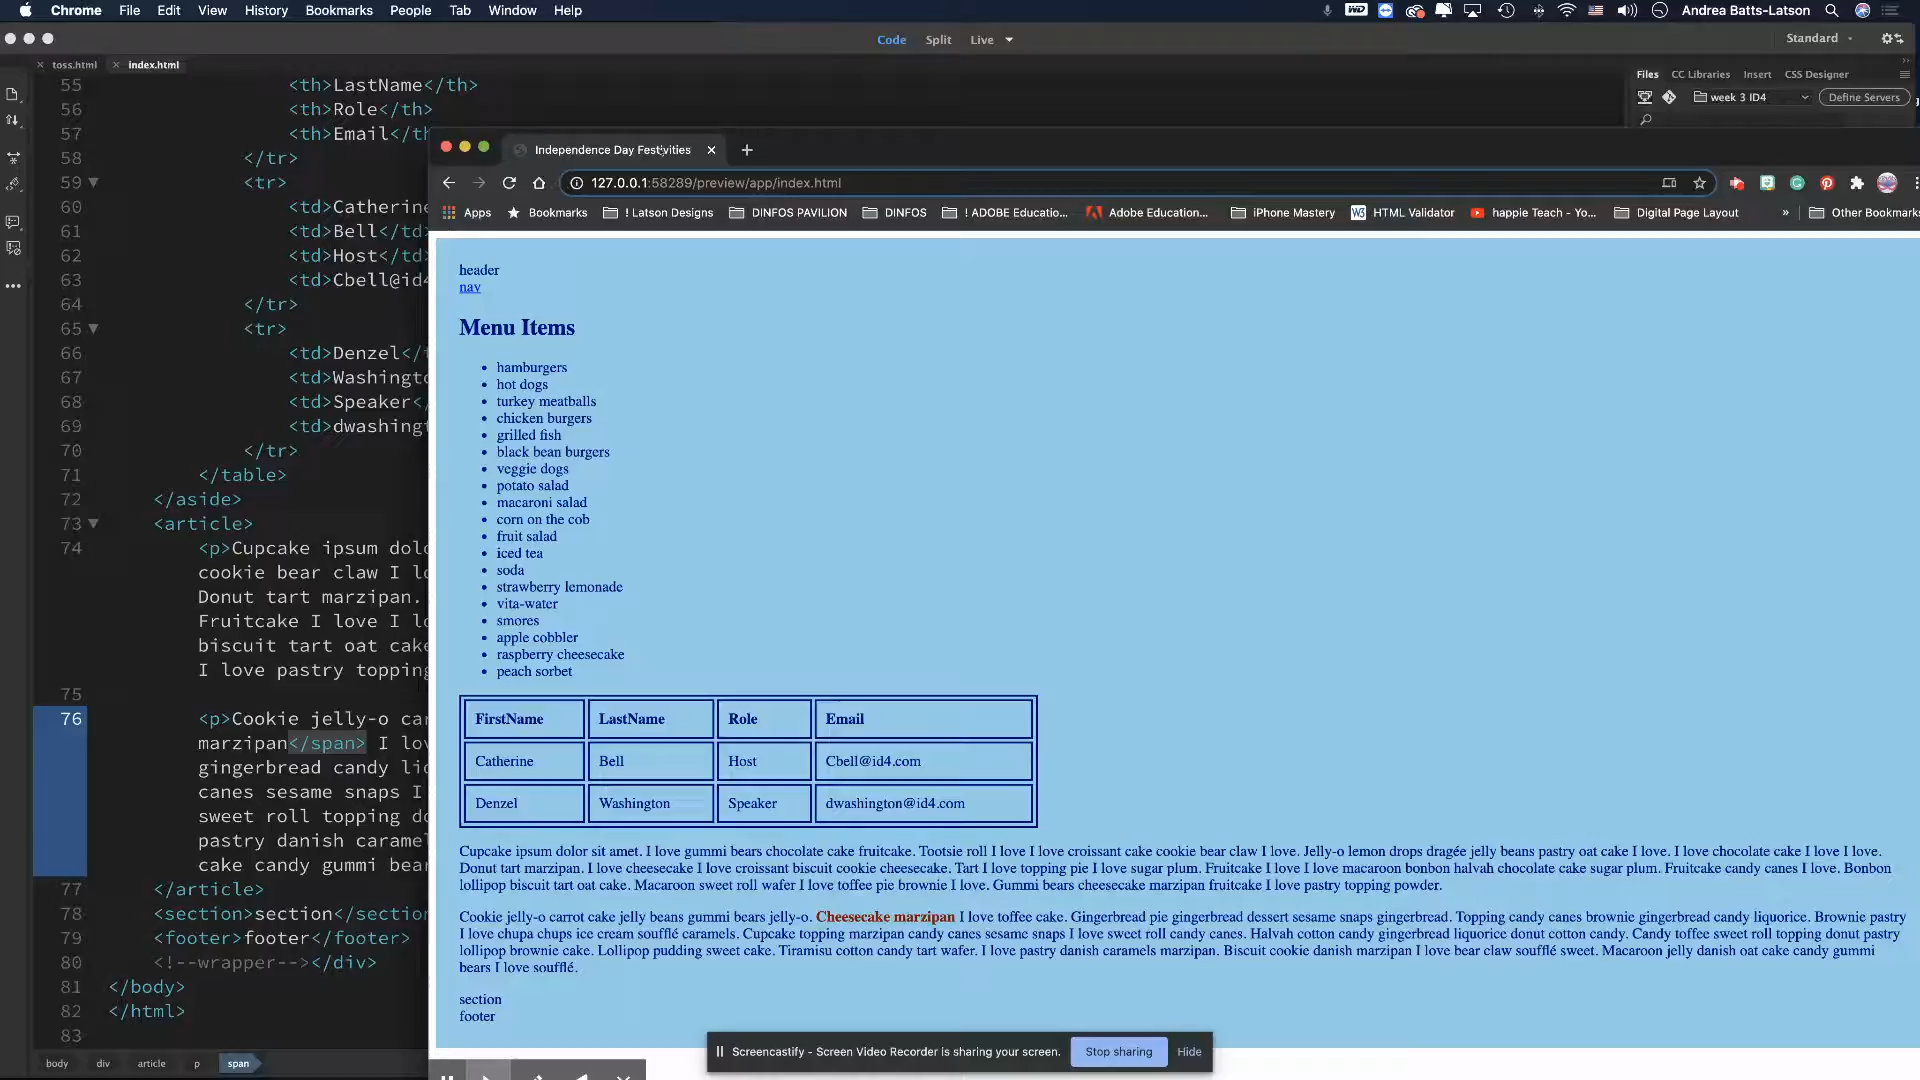 Chrome File Edit View History Bookmarks People Tab Window Help
Andrea Batts-Latson
Code Split Live
Standard
toss.html index.html
Files CC Libraries Insert CSS Designer
week 3 ID4
Define Servers
55 <th>LastName</th>
56 <th>Role</th>
57 <th>Email</th
58 </tr>
59 <tr>
60 <td>Catherine
61 <td>Bell</td>
62 <td>Host</td>
63 <td>Cbell@id4
64 </tr>
65 <tr>
66 <td>Denzel</t
67 <td>Washingto
68 <td>Speaker</
69 <td>dwashingt
70 </tr>
71 </table>
72 </aside>
73 <article>
74 <p>Cupcake ipsum dolo
cookie bear claw I lo
Donut tart marzipan.
Fruitcake I love I lo
biscuit tart oat cake
I love pastry topping
75
76 <p>Cookie jelly-o car
marzipan</span> I lov
gingerbread candy liq
canes sesame snaps I
sweet roll topping do
pastry danish caramel
cake candy gummi bear
77 </article>
78 <section>section</section
79 <footer>footer</footer>
80 <!--wrapper--></div>
81 </body>
82 </html>
83
body div article p span
Independence Day Festivities
127.0.0.1:58289/preview/app/index.html
Apps Bookmarks ! Latson Designs DINFOS PAVILION DINFOS ! ADOBE Educatio... Adobe Education... iPhone Mastery HTML Validator happie Teach - Yo... Digital Page Layout » Other Bookmarks
header
nav
Menu Items
• hamburgers
• hot dogs
• turkey meatballs
• chicken burgers
• grilled fish
• black bean burgers
• veggie dogs
• potato salad
• macaroni salad
• corn on the cob
• fruit salad
• iced tea
• soda
• strawberry lemonade
• vita-water
• smores
• apple cobbler
• raspberry cheesecake
• peach sorbet
FirstName LastName Role Email
Catherine Bell Host Cbell@id4.com
Denzel Washington Speaker dwashington@id4.com
Cupcake ipsum dolor sit amet. I love gummi bears chocolate cake fruitcake. Tootsie roll I love I love croissant cake cookie bear claw I love. Jelly-o lemon drops dragée jelly beans pastry oat cake I love. I love chocolate cake I love I love.
Donut tart marzipan. I love cheesecake I love croissant biscuit cookie cheesecake. Tart I love topping pie I love sugar plum. Fruitcake I love I love macaroon bonbon halvah chocolate cake sugar plum. Fruitcake candy canes I love. Bonbon
lollipop biscuit tart oat cake. Macaroon sweet roll wafer I love toffee pie brownie I love. Gummi bears cheesecake marzipan fruitcake I love pastry topping powder.
Cookie jelly-o carrot cake jelly beans gummi bears jelly-o. Cheesecake marzipan I love toffee cake. Gingerbread pie gingerbread dessert sesame snaps gingerbread. Topping candy canes brownie gingerbread candy liquorice. Brownie pastry
I love chupa chups ice cream soufflé caramels. Cupcake topping marzipan candy canes sesame snaps I love sweet roll candy canes. Halvah cotton candy gingerbread liquorice donut cotton candy. Candy toffee sweet roll topping donut pastry
lollipop brownie cake. Lollipop pudding sweet cake. Tiramisu cotton candy tart wafer. I love pastry danish caramels marzipan. Biscuit cookie danish marzipan I love bear claw soufflé sweet. Macaroon jelly danish oat cake candy gummi
bears I love soufflé.
section
footer
Screencastify - Screen Video Recorder is sharing your screen. Stop sharing Hide